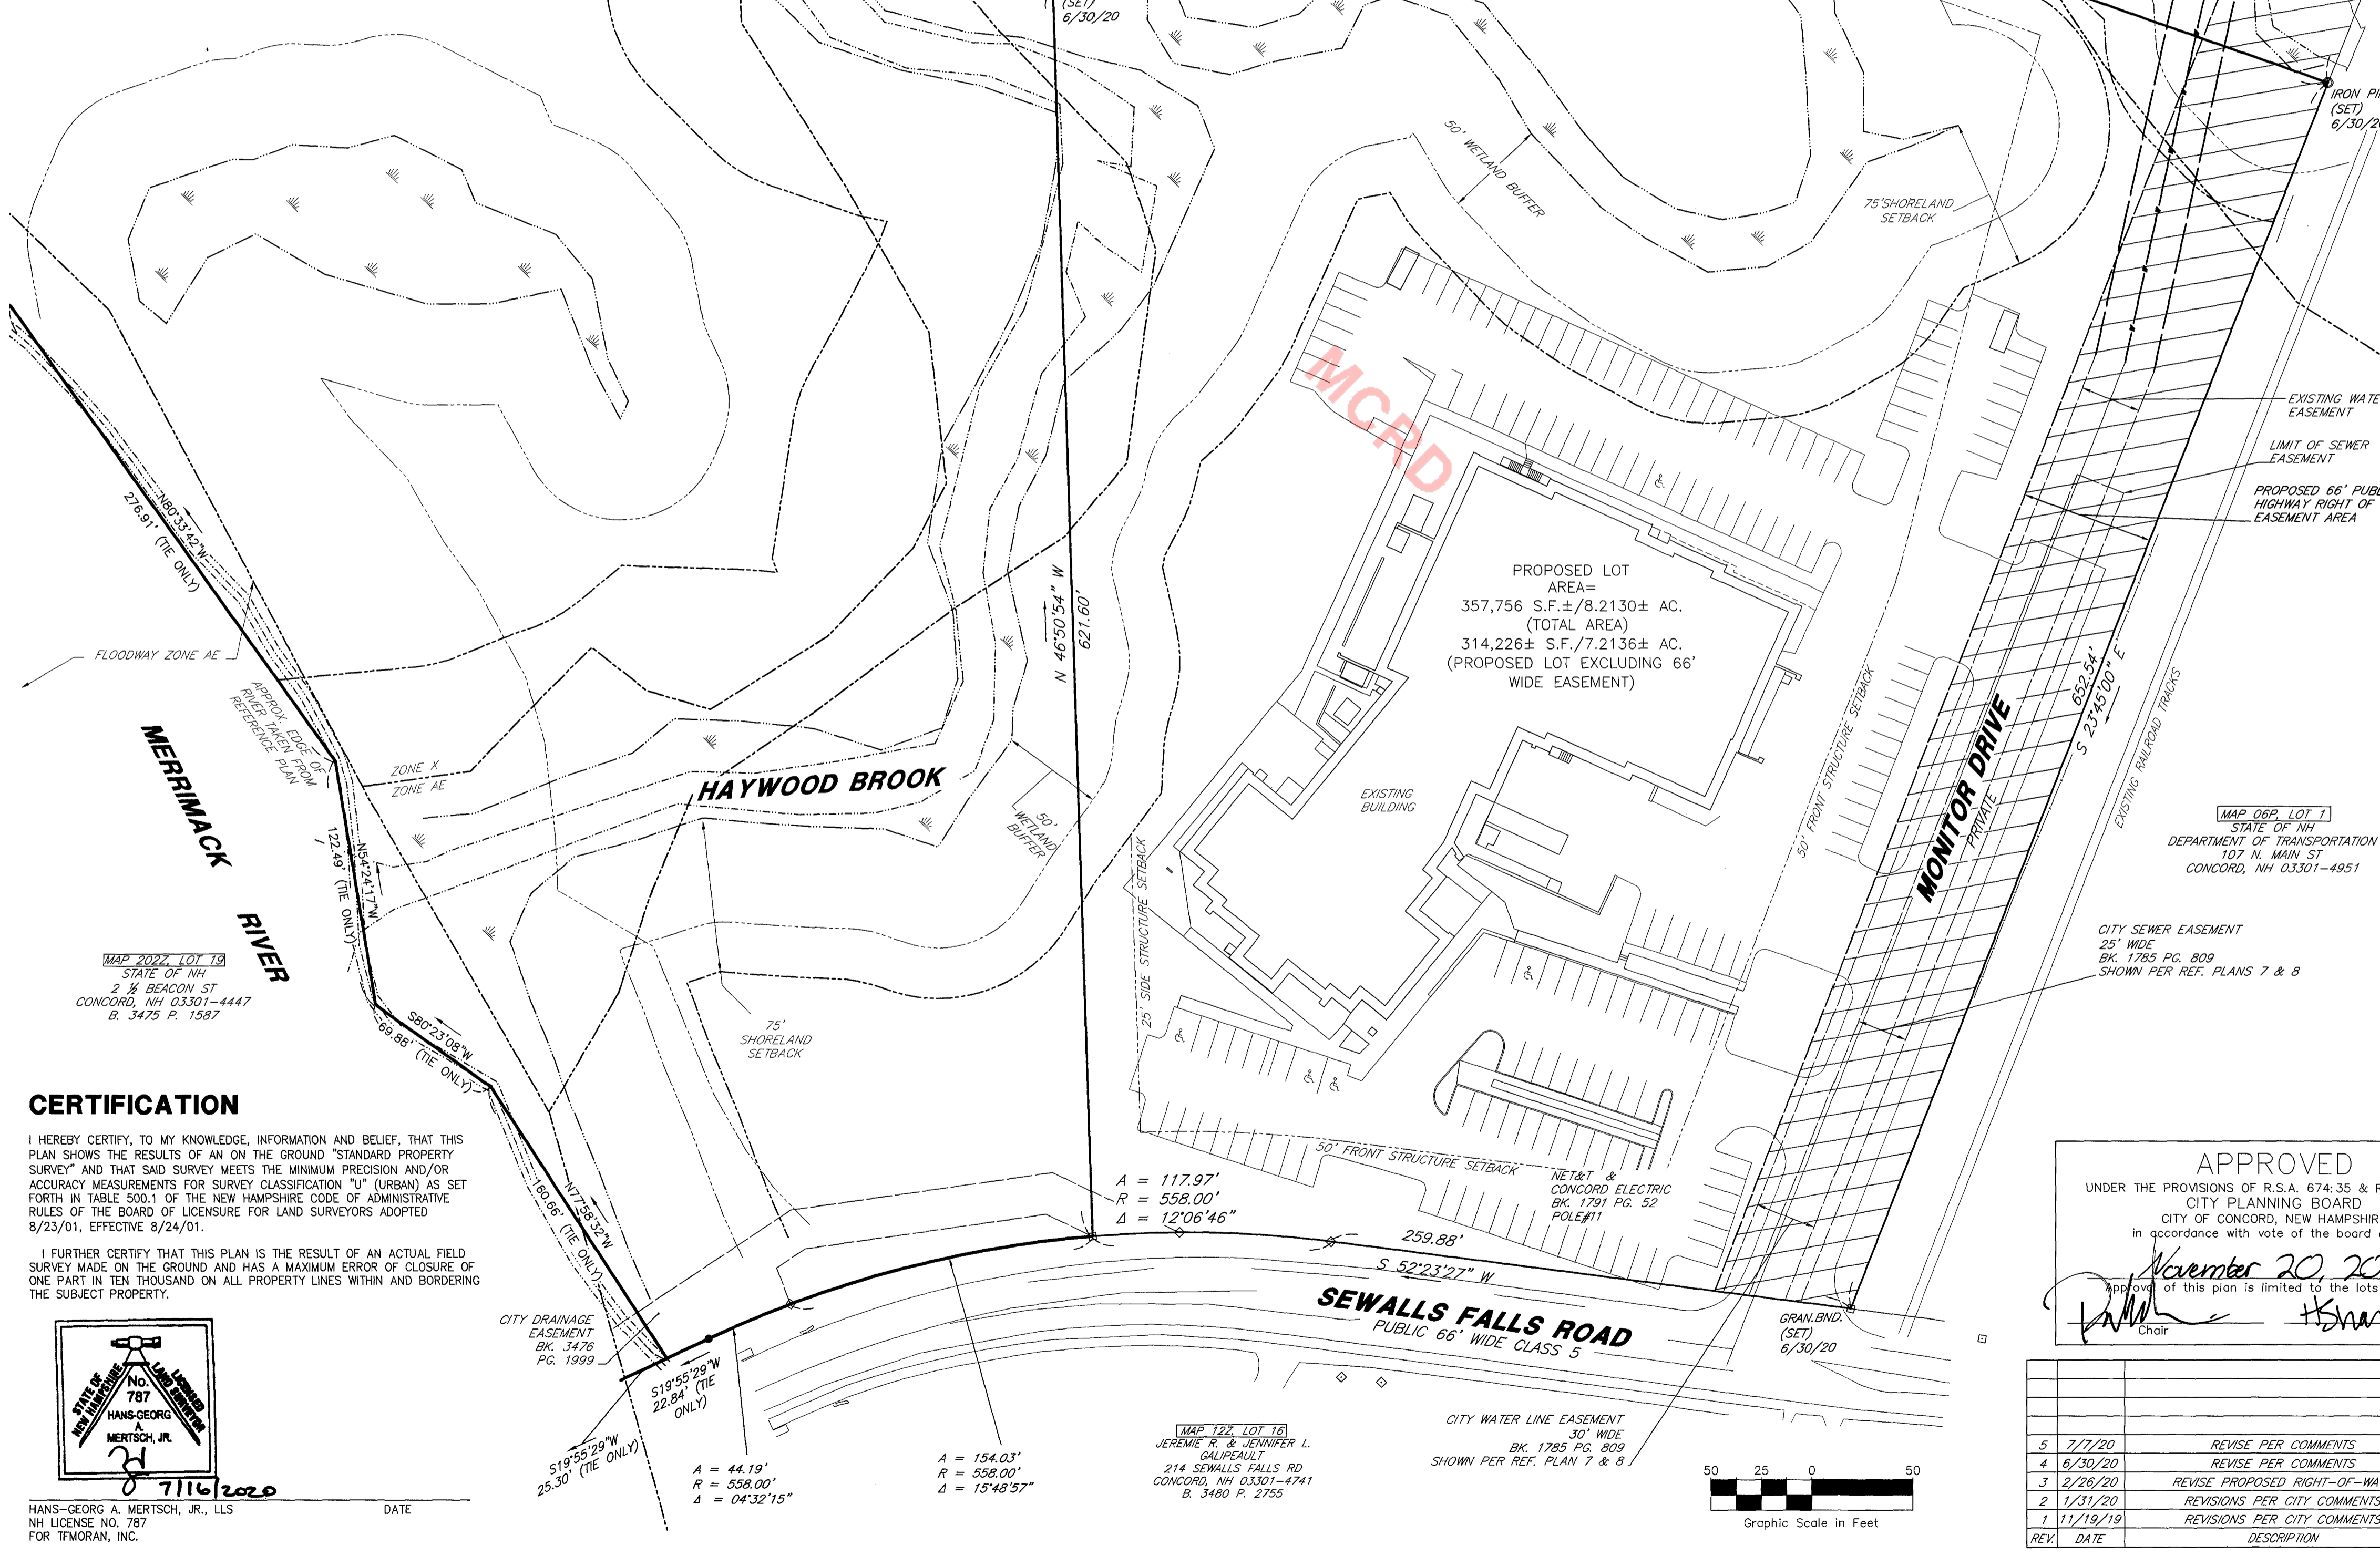 (SET)
6/30/20
IRON PI
(SET)
6/30/2
50' WETLAND BUFFER
75'SHORELAND
SETBACK
MCRD
EXISTING WATE
EASEMENT
LIMIT OF SEWER
EASEMENT
PROPOSED 66' PUBL
HIGHWAY RIGHT OF
EASEMENT AREA
N80°33'42"W
276.91' (TIE ONLY)
PROPOSED LOT
AREA=
357,756 S.F.±/8.2130± AC.
(TOTAL AREA)
314,226± S.F./7.2136± AC.
(PROPOSED LOT EXCLUDING 66'
WIDE EASEMENT)
N 46°50'54" W
621.60'
FLOODWAY ZONE AE
APPROX. EDGE OF
RIVER TAKEN FROM
REFERENCE PLAN
MERRIMACK
RIVER
ZONE X
ZONE AE
HAYWOOD BROOK
50'
WETLAND
BUFFER
EXISTING
BUILDING
50' FRONT STRUCTURE SETBACK
MONITOR DRIVE
PRIVATE
652.54'
S 23°45'00" E
EXISTING RAILROAD TRACKS
MAP 06P, LOT 1
STATE OF NH
DEPARTMENT OF TRANSPORTATION
107 N. MAIN ST
CONCORD, NH 03301-4951
N54°24'17"W
122.49' (TIE ONLY)
25' SIDE STRUCTURE SETBACK
CITY SEWER EASEMENT
25' WIDE
BK. 1785 PG. 809
SHOWN PER REF. PLANS 7 & 8
MAP 202Z, LOT 19
STATE OF NH
2 ½ BEACON ST
CONCORD, NH 03301-4447
B. 3475 P. 1587
S80°23'08"W
69.88' (TIE ONLY)
75'
SHORELAND
SETBACK
CERTIFICATION
I HEREBY CERTIFY, TO MY KNOWLEDGE, INFORMATION AND BELIEF, THAT THIS
PLAN SHOWS THE RESULTS OF AN ON THE GROUND "STANDARD PROPERTY
SURVEY" AND THAT SAID SURVEY MEETS THE MINIMUM PRECISION AND/OR
ACCURACY MEASUREMENTS FOR SURVEY CLASSIFICATION "U" (URBAN) AS SET
FORTH IN TABLE 500.1 OF THE NEW HAMPSHIRE CODE OF ADMINISTRATIVE
RULES OF THE BOARD OF LICENSURE FOR LAND SURVEYORS ADOPTED
8/23/01, EFFECTIVE 8/24/01.
I FURTHER CERTIFY THAT THIS PLAN IS THE RESULT OF AN ACTUAL FIELD
SURVEY MADE ON THE GROUND AND HAS A MAXIMUM ERROR OF CLOSURE OF
ONE PART IN TEN THOUSAND ON ALL PROPERTY LINES WITHIN AND BORDERING
THE SUBJECT PROPERTY.
N77°58'32"W
160.66' (TIE ONLY)
50' FRONT STRUCTURE SETBACK
NET&T &
CONCORD ELECTRIC
BK. 1791 PG. 52
POLE#11
A = 117.97'
R = 558.00'
Δ = 12°06'46"
259.88'
S 52°23'27" W
SEWALLS FALLS ROAD
PUBLIC 66' WIDE CLASS 5
GRAN.BND.
(SET)
6/30/20
APPROVED
UNDER THE PROVISIONS OF R.S.A. 674:35 & R
CITY PLANNING BOARD
CITY OF CONCORD, NEW HAMPSHIR
in accordance with vote of the board
November 20, 20
Approval of this plan is limited to the lots
Chair
CITY DRAINAGE
EASEMENT
BK. 3476
PG. 1999
S19°55'29"W
22.84' (TIE
ONLY)
S19°55'29"W
25.30' (TIE ONLY)
A = 44.19'
R = 558.00'
Δ = 04°32'15"
A = 154.03'
R = 558.00'
Δ = 15°48'57"
MAP 12Z, LOT 16
JEREMIE R. & JENNIFER L.
GALIPEAULT
214 SEWALLS FALLS RD
CONCORD, NH 03301-4741
B. 3480 P. 2755
CITY WATER LINE EASEMENT
30' WIDE
BK. 1785 PG. 809
SHOWN PER REF. PLAN 7 & 8
50 25 0 50
Graphic Scale in Feet
STATE OF
NEW HAMPSHIRE
LICENSED
LAND SURVEYOR
No.
787
HANS-GEORG
A.
MERTSCH, JR.
7/16/2020
HANS-GEORG A. MERTSCH, JR., LLS DATE
NH LICENSE NO. 787
FOR TFMORAN, INC.
5 7/7/20 REVISE PER COMMENTS
4 6/30/20 REVISE PER COMMENTS
3 2/26/20 REVISE PROPOSED RIGHT-OF-WA
2 1/31/20 REVISIONS PER CITY COMMENTS
1 11/19/19 REVISIONS PER CITY COMMENTS
REV. DATE DESCRIPTION